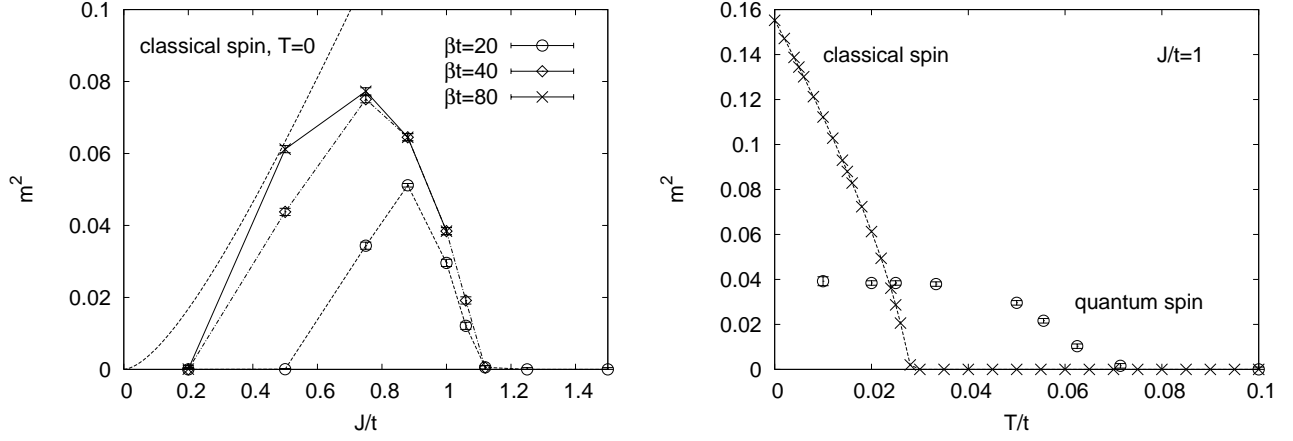 classical spin, T=0
βt=20
βt=40
βt=80
m²
0.1
0.08
0.06
0.04
0.02
0
0 0.2 0.4 0.6 0.8 1 1.2 1.4
J/t
classical spin
J/t=1
quantum spin
m²
0.16
0.14
0.12
0.1
0.08
0.06
0.04
0.02
0
0 0.02 0.04 0.06 0.08 0.1
T/t